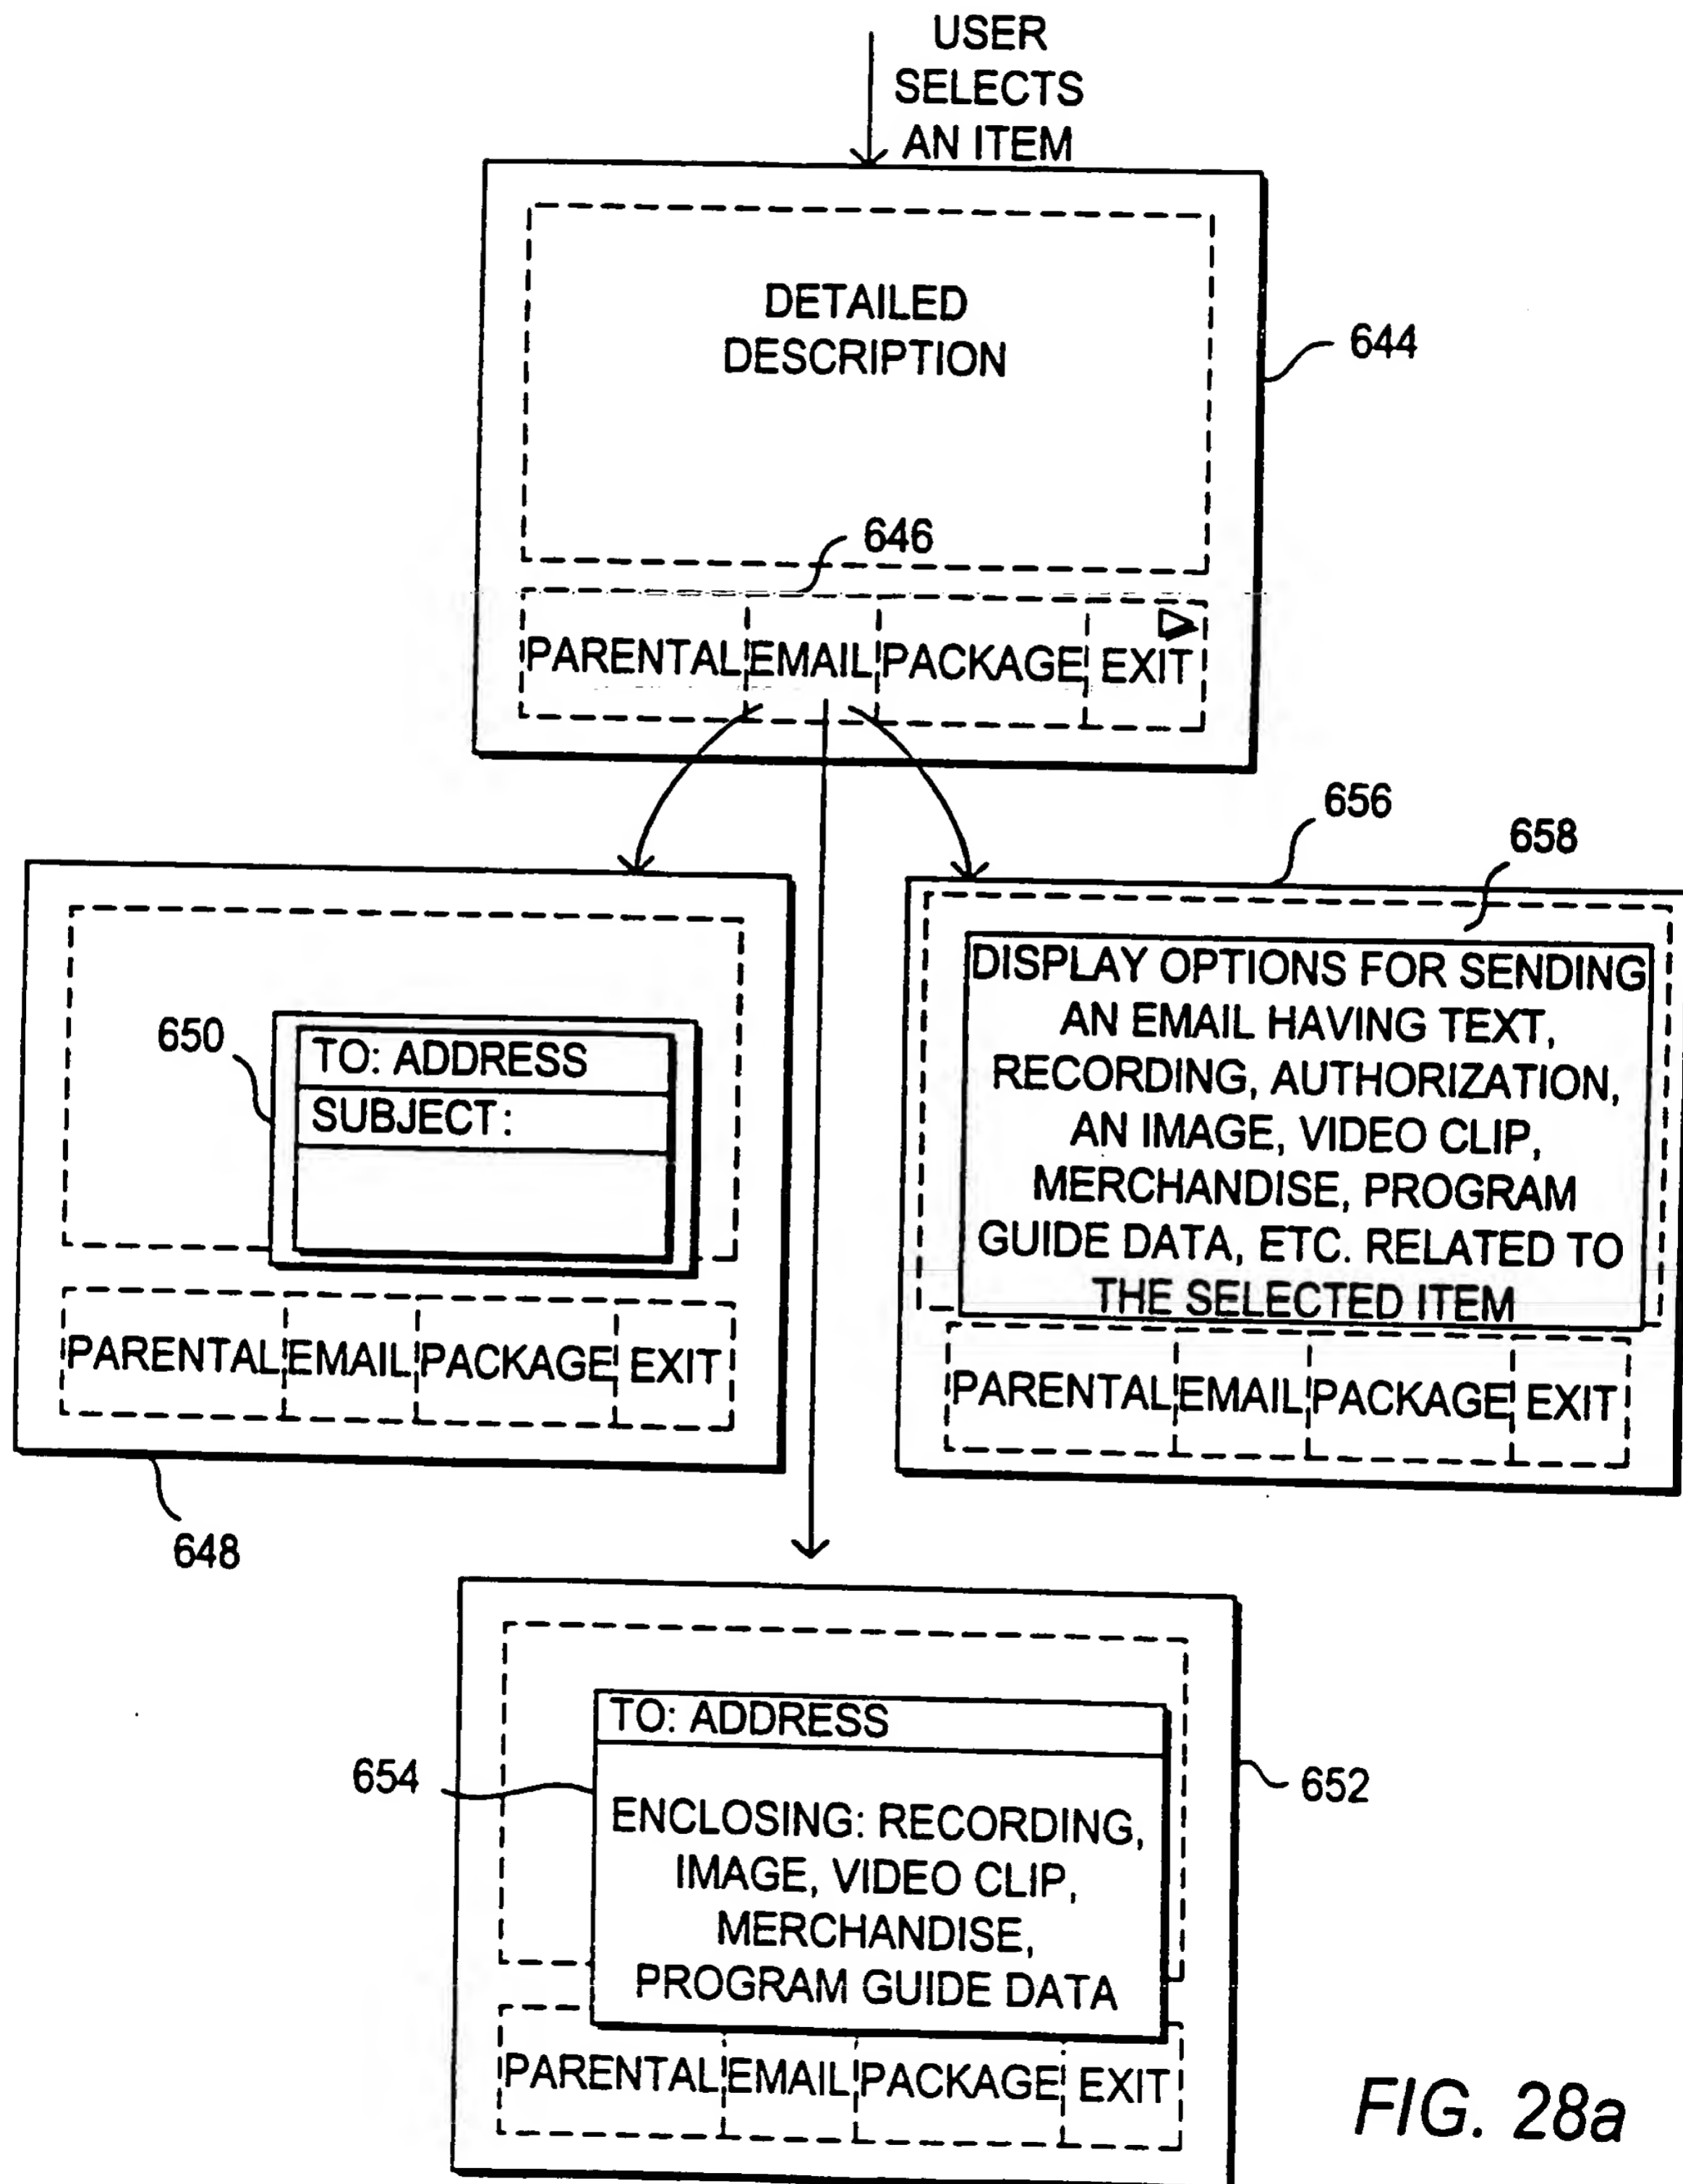 USER
SELECTS
AN ITEM
DETAILED
DESCRIPTION
644
646
PARENTAL EMAIL PACKAGE EXIT
656
658
650
TO: ADDRESS
SUBJECT:
PARENTAL EMAIL PACKAGE EXIT
648
DISPLAY OPTIONS FOR SENDING
AN EMAIL HAVING TEXT,
RECORDING, AUTHORIZATION,
AN IMAGE, VIDEO CLIP,
MERCHANDISE, PROGRAM
GUIDE DATA, ETC. RELATED TO
THE SELECTED ITEM
PARENTAL EMAIL PACKAGE EXIT
654
TO: ADDRESS
ENCLOSING: RECORDING,
IMAGE, VIDEO CLIP,
MERCHANDISE,
PROGRAM GUIDE DATA
652
PARENTAL EMAIL PACKAGE EXIT
FIG. 28a